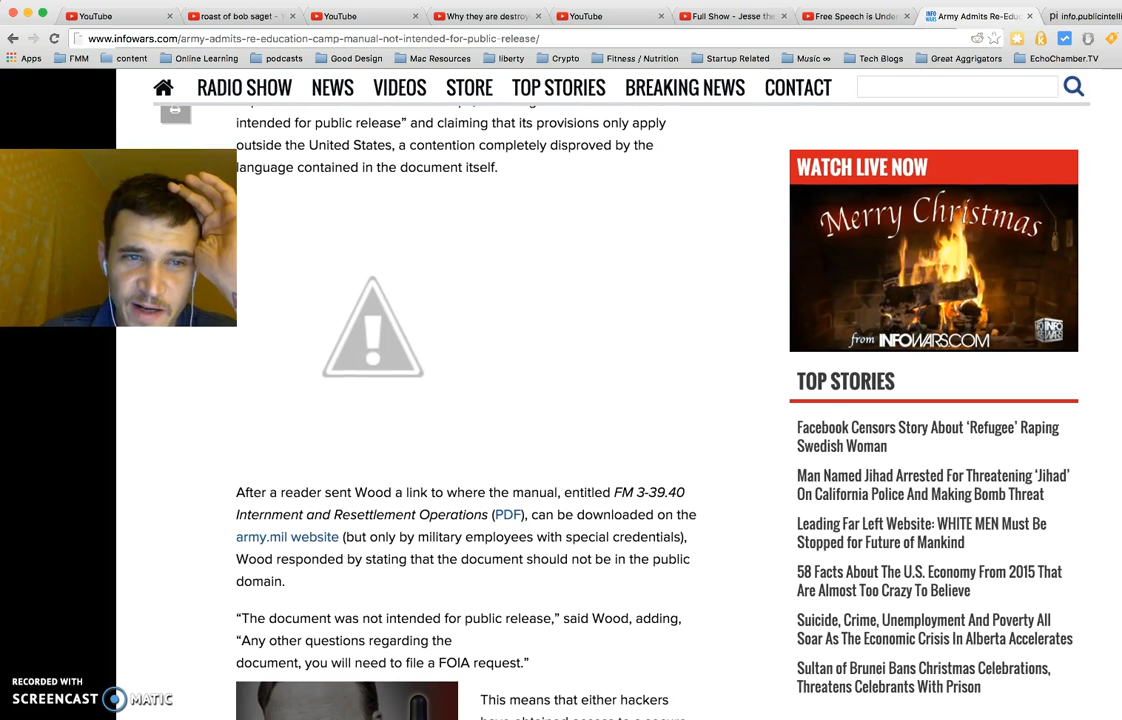 YouTube
roast of bob saget -
YouTube
Why they are destroy
YouTube
Full Show - Jesse the
Free Speech is Under
Army Admits Re-Educ
info.publicintelli
www.infowars.com/army-admits-re-education-camp-manual-not-intended-for-public-release/
Apps FMM content Online Learning podcasts Good Design Mac Resources liberty Crypto Fitness / Nutrition Startup Related Music ∞ Tech Blogs Great Aggrigators EchoChamber.TV
RADIO SHOW NEWS VIDEOS STORE TOP STORIES BREAKING NEWS CONTACT
intended for public release” and claiming that its provisions only apply
outside the United States, a contention completely disproved by the
language contained in the document itself.
After a reader sent Wood a link to where the manual, entitled FM 3-39.40
Internment and Resettlement Operations (PDF), can be downloaded on the
army.mil website (but only by military employees with special credentials),
Wood responded by stating that the document should not be in the public
domain.
“The document was not intended for public release,” said Wood, adding,
“Any other questions regarding the
document, you will need to file a FOIA request.”
This means that either hackers
WATCH LIVE NOW
Merry Christmas
from INFOWARS.COM
INFO
WARS
TOP STORIES
Facebook Censors Story About ‘Refugee’ Raping
Swedish Woman
Man Named Jihad Arrested For Threatening ‘Jihad’
On California Police And Making Bomb Threat
Leading Far Left Website: WHITE MEN Must Be
Stopped for Future of Mankind
58 Facts About The U.S. Economy From 2015 That
Are Almost Too Crazy To Believe
Suicide, Crime, Unemployment And Poverty All
Soar As The Economic Crisis In Alberta Accelerates
Sultan of Brunei Bans Christmas Celebrations,
Threatens Celebrants With Prison
RECORDED WITH
SCREENCAST MATIC